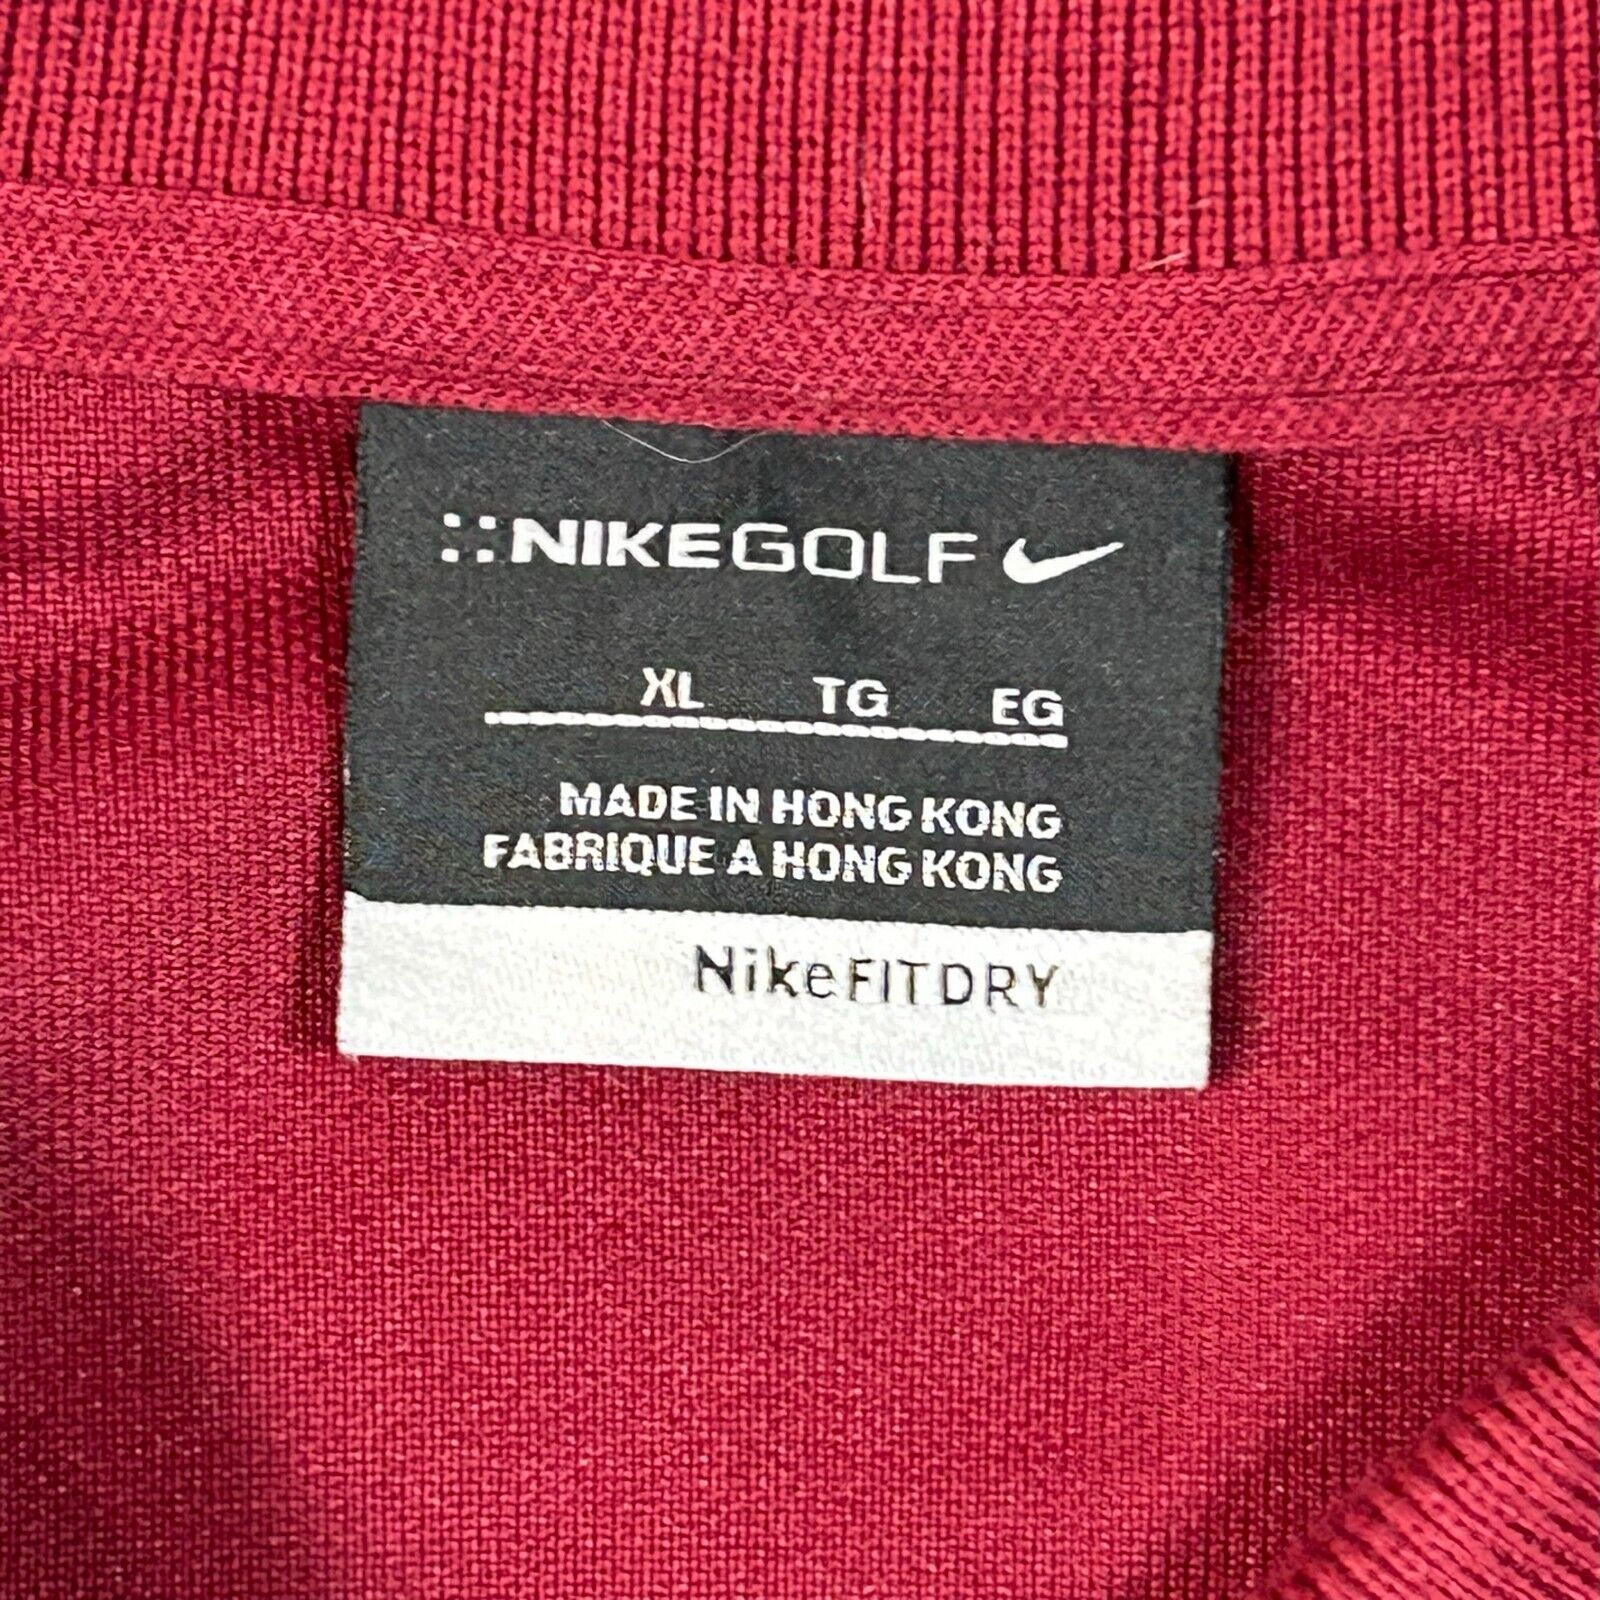 NIKEGOLF
XL TG EG
MADE IN HONG KONG
FABRIQUE A HONG KONG
NikeFITDRY